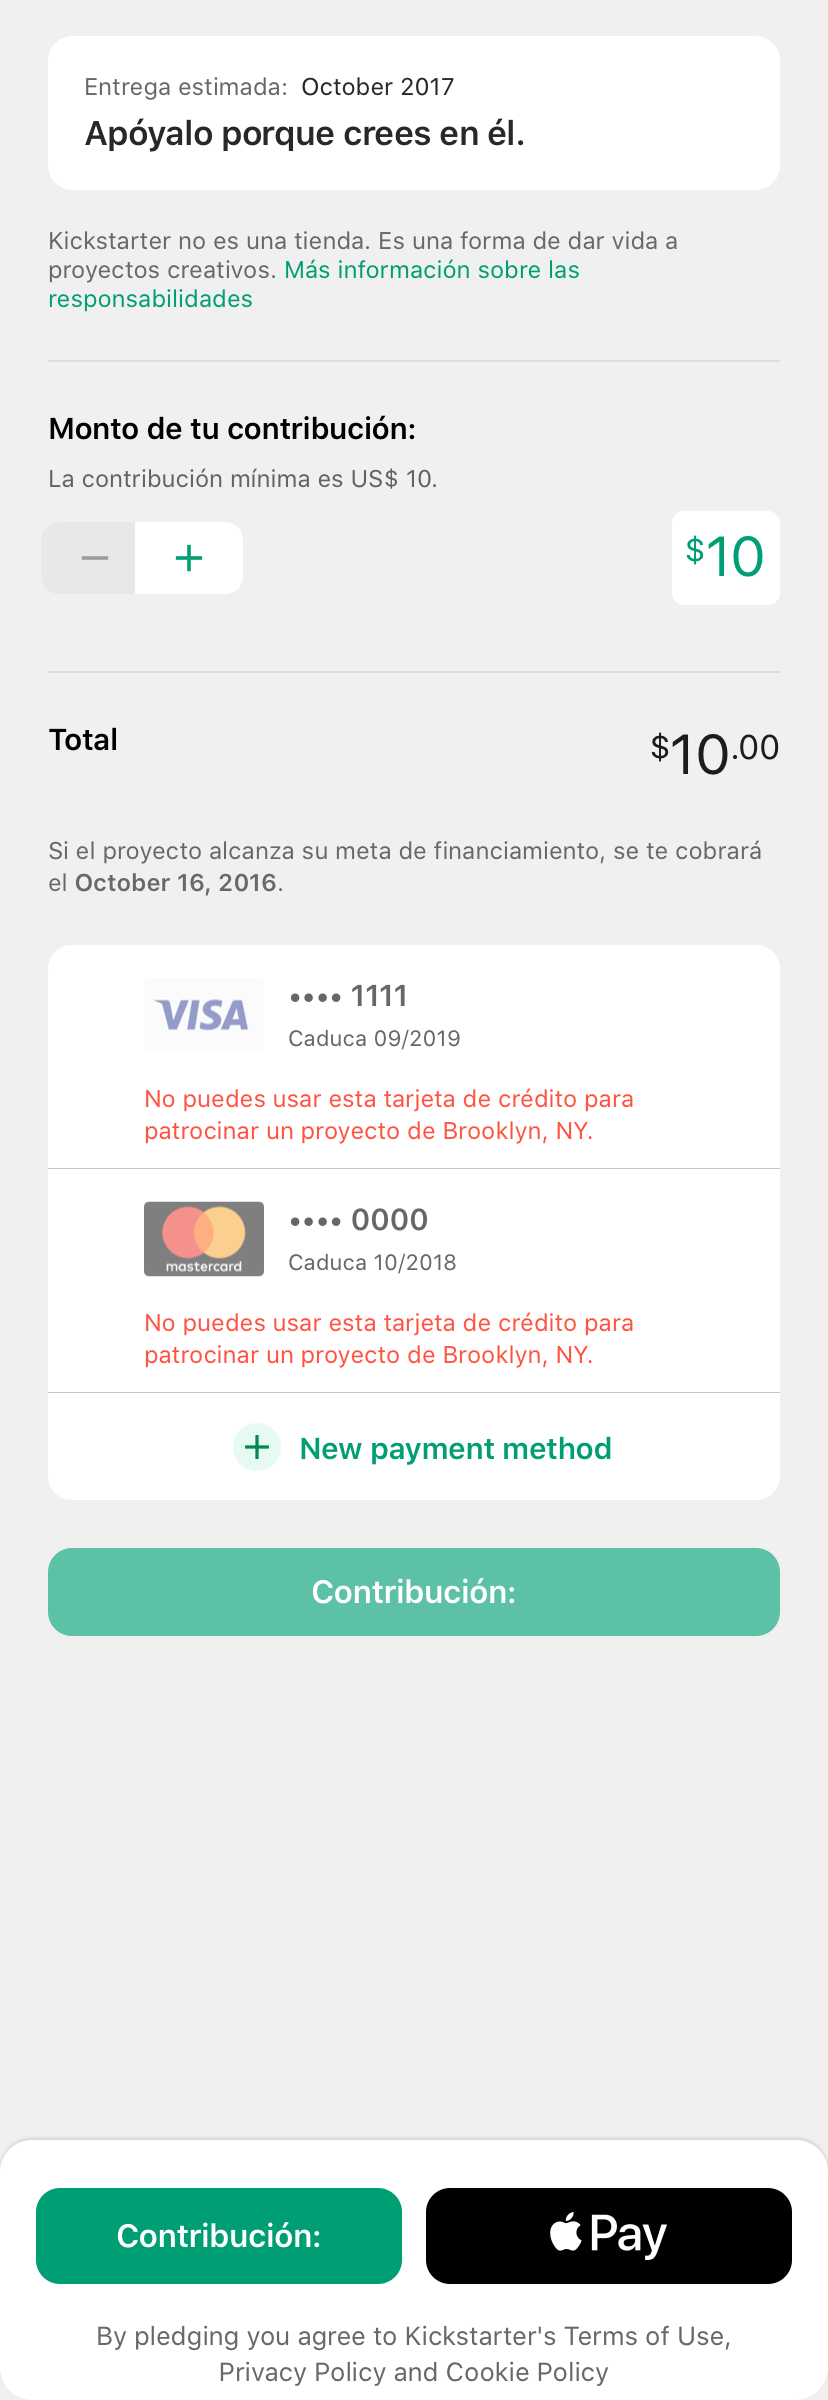 Entrega estimada: October 2017
Apóyalo porque crees en él.
Kickstarter no es una tienda. Es una forma de dar vida a
proyectos creativos. Más información sobre las
responsabilidades
Monto de tu contribución:
La contribución mínima es US$ 10.
− +
$10
Total
$10.00
Si el proyecto alcanza su meta de financiamiento, se te cobrará
el October 16, 2016.
VISA
•••• 1111
Caduca 09/2019
No puedes usar esta tarjeta de crédito para
patrocinar un proyecto de Brooklyn, NY.
mastercard
•••• 0000
Caduca 10/2018
No puedes usar esta tarjeta de crédito para
patrocinar un proyecto de Brooklyn, NY.
+ New payment method
Contribución:
Contribución:
Pay
By pledging you agree to Kickstarter's Terms of Use,
Privacy Policy and Cookie Policy